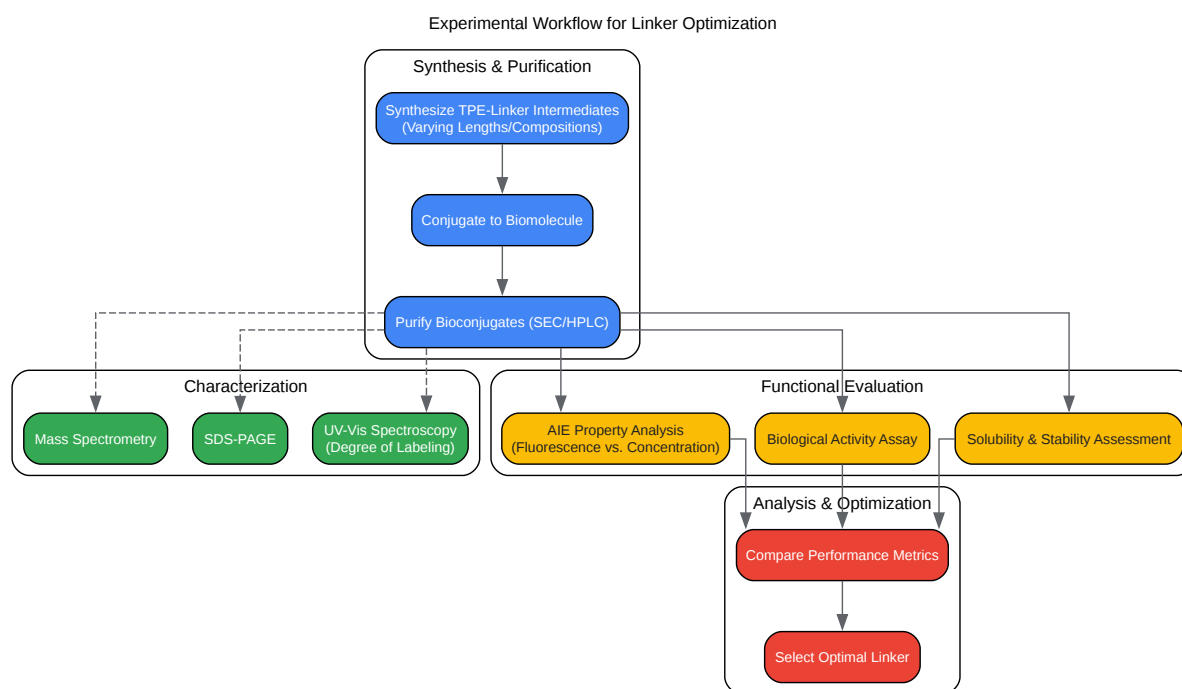 Experimental Workflow for Linker Optimization
Synthesis & Purification
Synthesize TPE-Linker Intermediates
(Varying Lengths/Compositions)
Conjugate to Biomolecule
Purify Bioconjugates (SEC/HPLC)
Characterization
Mass Spectrometry
SDS-PAGE
UV-Vis Spectroscopy
(Degree of Labeling)
Functional Evaluation
AIE Property Analysis
(Fluorescence vs. Concentration)
Biological Activity Assay
Solubility & Stability Assessment
Analysis & Optimization
Compare Performance Metrics
Select Optimal Linker